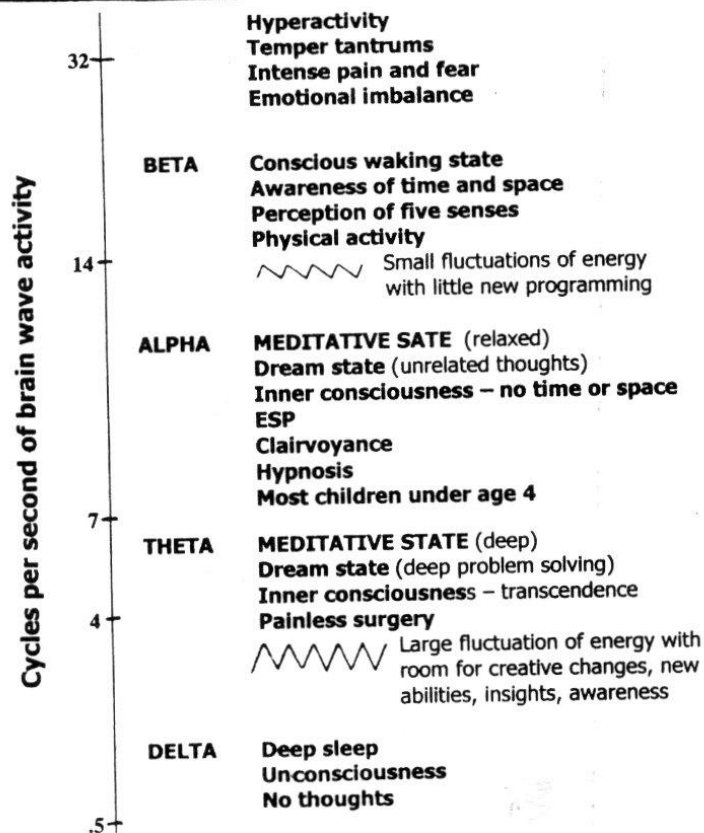 Cycles per second of brain wave activity
Hyperactivity
Temper tantrums
32
Intense pain and fear
Emotional imbalance
BETA Conscious waking state
Awareness of time and space
Perception of five senses
Physical activity
14
Small fluctuations of energy
with little new programming
ALPHA MEDITATIVE SATE (relaxed)
Dream state (unrelated thoughts)
Inner consciousness – no time or space
ESP
Clairvoyance
Hypnosis
Most children under age 4
7
THETA MEDITATIVE STATE (deep)
Dream state (deep problem solving)
Inner consciousness – transcendence
4 Painless surgery
Large fluctuation of energy with
room for creative changes, new
abilities, insights, awareness
DELTA Deep sleep
Unconsciousness
No thoughts
.5